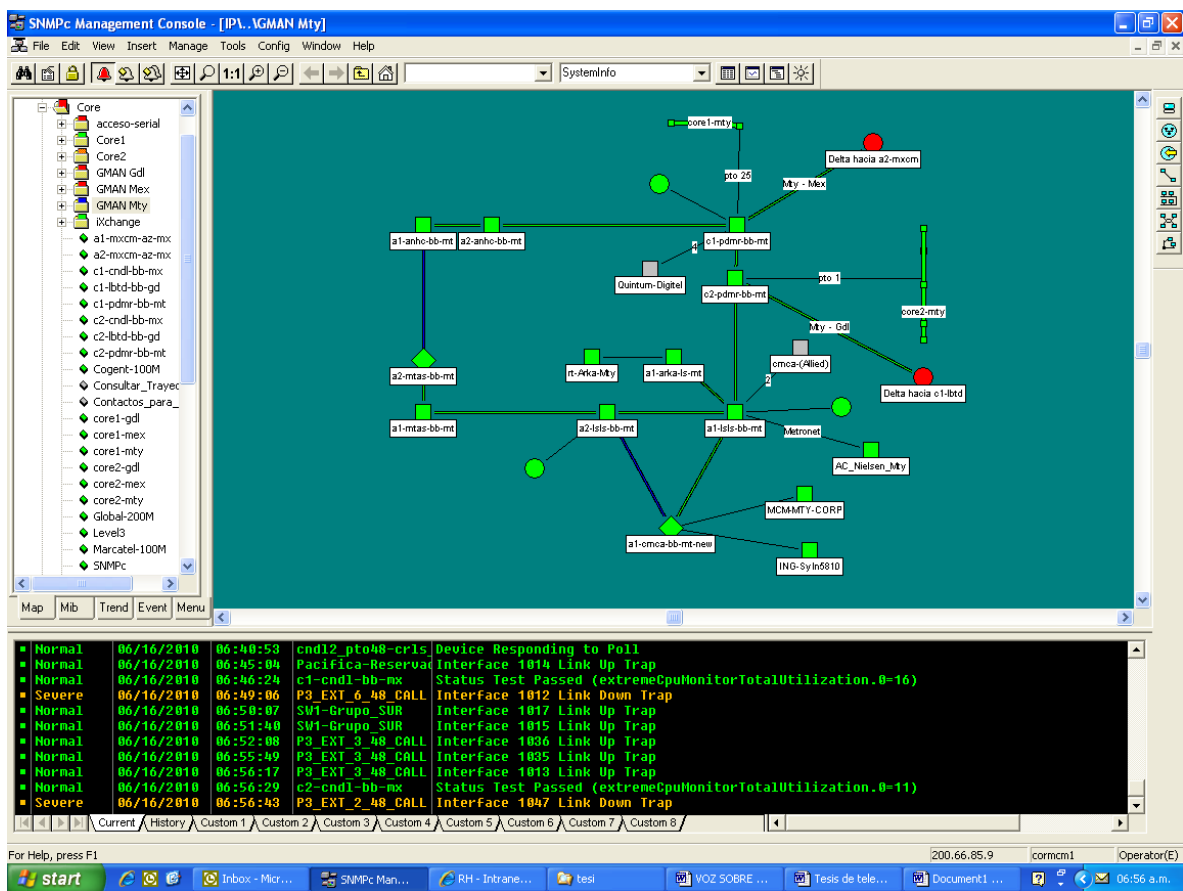 SNMPc Management Console - [IP\..\GMAN Mty]
File Edit View Insert Manage Tools Config Window Help
1:1
SystemInfo
Core
acceso-serial
Core1
Core2
GMAN Gdl
GMAN Mex
GMAN Mty
iXchange
a1-mxcm-az-mx
a2-mxcm-az-mx
c1-cndl-bb-mx
c1-lbtd-bb-gd
c1-pdmr-bb-mt
c2-cndl-bb-mx
c2-lbtd-bb-gd
c2-pdmr-bb-mt
Cogent-100M
Consultar_Trayec
Contactos_para_
core1-gdl
core1-mex
core1-mty
core2-gdl
core2-mex
core2-mty
Global-200M
Level3
Marcatel-100M
SNMPc
Map Mib Trend Event Menu
core1-mty
Delta hacia a2-mxcm
pto 25
Mty - Mex
a1-anhc-bb-mt a2-anhc-bb-mt c1-pdmr-bb-mt
4
Quintum-Digitel
pto 1
c2-pdmr-bb-mt
core2-mty
Mty - Gdl
cmca-(Allied)
rt-Arka-Mty a1-arka-ls-mt
a2-mtas-bb-mt
2
Delta hacia c1-lbtd
a1-mtas-bb-mt a2-lsls-bb-mt a1-lsls-bb-mt
Metronet
AC_Nielsen_Mty
MCM-MTY-CORP
a1-cmca-bb-mt-new
ING-SyIn5810
Normal 06/16/2010 06:40:53 cndl2_pto48-crls_ Device Responding to Poll
Normal 06/16/2010 06:45:04 Pacifica-Reservad Interface 1014 Link Up Trap
Normal 06/16/2010 06:46:24 c1-cndl-bb-mx Status Test Passed (extremeCpuMonitorTotalUtilization.0=16)
Severe 06/16/2010 06:49:06 P3_EXT_6_48_CALL Interface 1012 Link Down Trap
Normal 06/16/2010 06:50:07 SW1-Grupo_SUR Interface 1017 Link Up Trap
Normal 06/16/2010 06:51:40 SW1-Grupo_SUR Interface 1015 Link Up Trap
Normal 06/16/2010 06:52:08 P3_EXT_3_48_CALL Interface 1036 Link Up Trap
Normal 06/16/2010 06:55:49 P3_EXT_3_48_CALL Interface 1035 Link Up Trap
Normal 06/16/2010 06:56:17 P3_EXT_3_48_CALL Interface 1013 Link Up Trap
Normal 06/16/2010 06:56:29 c2-cndl-bb-mx Status Test Passed (extremeCpuMonitorTotalUtilization.0=11)
Severe 06/16/2010 06:56:43 P3_EXT_2_48_CALL Interface 1047 Link Down Trap
Current History Custom 1 Custom 2 Custom 3 Custom 4 Custom 5 Custom 6 Custom 7 Custom 8
For Help, press F1 200.66.85.9 cormcm1 Operator(E)
start Inbox - Micr... SNMPc Man... RH - Intrane... tesi VOZ SOBRE ... Tesis de tele... Document1 ... 06:56 a.m.